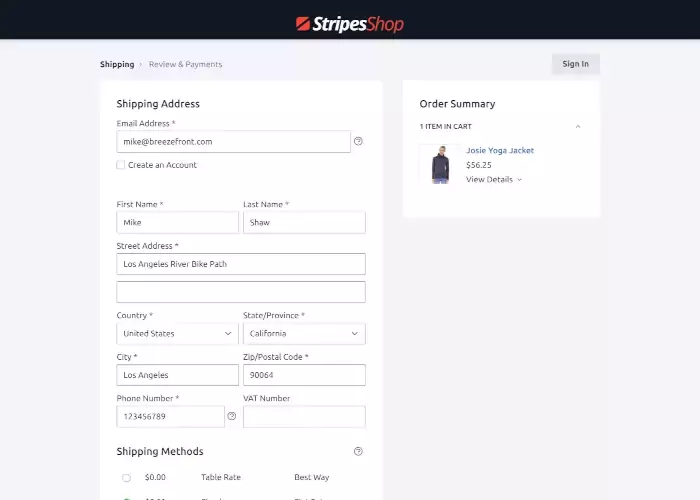 StripesShop
Shipping › Review & Payments
Sign In
Shipping Address
Email Address *
mike@breezefront.com
Create an Account
First Name * Last Name *
Mike Shaw
Street Address *
Los Angeles River Bike Path
Country * State/Province *
United States California
City * Zip/Postal Code *
Los Angeles 90064
Phone Number * VAT Number
123456789
Shipping Methods
$0.00 Table Rate Best Way
Order Summary
1 ITEM IN CART
Josie Yoga Jacket
$56.25
View Details